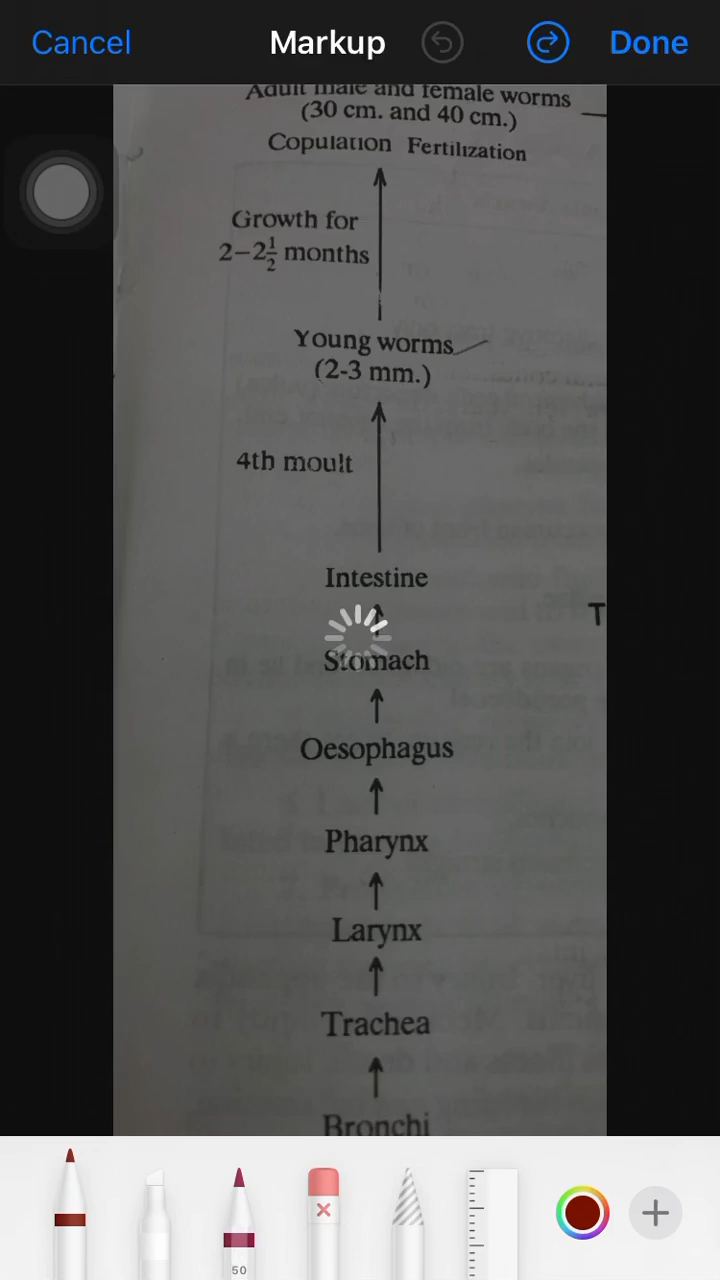 Cancel Markup Done
Adult male and female worms
(30 cm. and 40 cm.)
Copulation Fertilization
Growth for
2–2½ months
Young worms
(2-3 mm.)
4th moult
Intestine
T
Stomach
Oesophagus
Pharynx
Larynx
Trachea
Bronchi
50